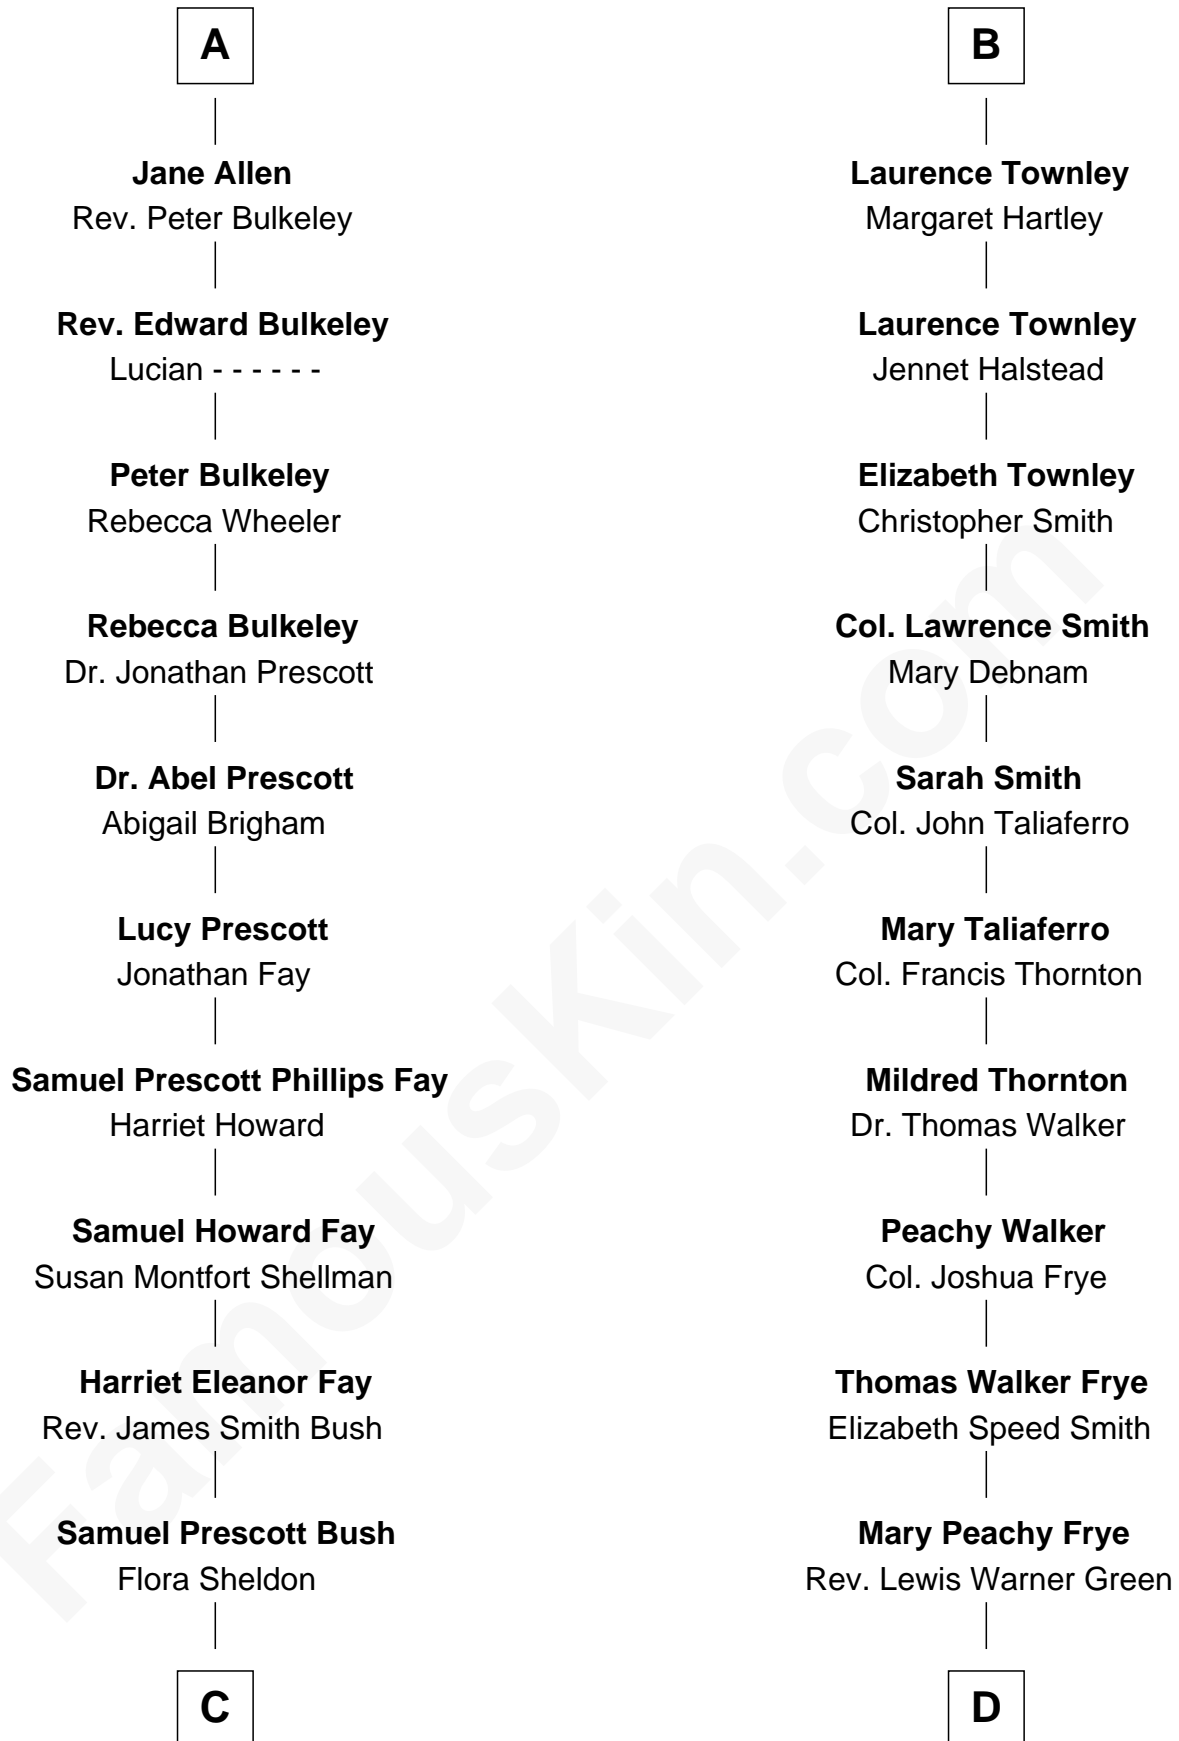 A
Jane Allen
Rev. Peter Bulkeley
Rev. Edward Bulkeley
Lucian - - - - - -
Peter Bulkeley
Rebecca Wheeler
Rebecca Bulkeley
Dr. Jonathan Prescott
Dr. Abel Prescott
Abigail Brigham
Lucy Prescott
Jonathan Fay
Samuel Prescott Phillips Fay
Harriet Howard
Samuel Howard Fay
Susan Montfort Shellman
Harriet Eleanor Fay
Rev. James Smith Bush
Samuel Prescott Bush
Flora Sheldon
C
B
Laurence Townley
Margaret Hartley
Laurence Townley
Jennet Halstead
Elizabeth Townley
Christopher Smith
Col. Lawrence Smith
Mary Debnam
Sarah Smith
Col. John Taliaferro
Mary Taliaferro
Col. Francis Thornton
Mildred Thornton
Dr. Thomas Walker
Peachy Walker
Col. Joshua Frye
Thomas Walker Frye
Elizabeth Speed Smith
Mary Peachy Frye
Rev. Lewis Warner Green
D
FamousKin.com